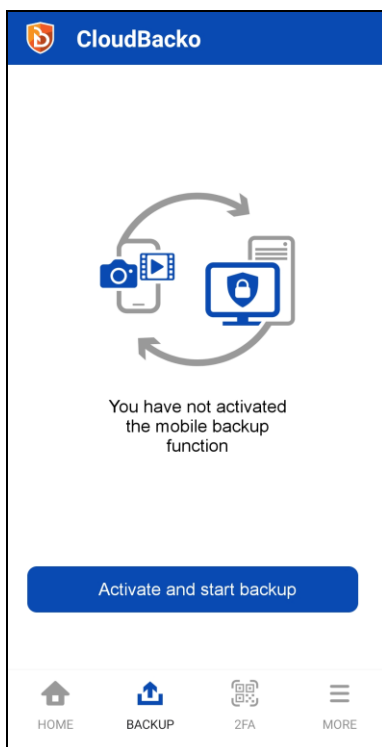 CloudBacko
You have not activated
the mobile backup
function
Activate and start backup
HOME
BACKUP
2FA
MORE